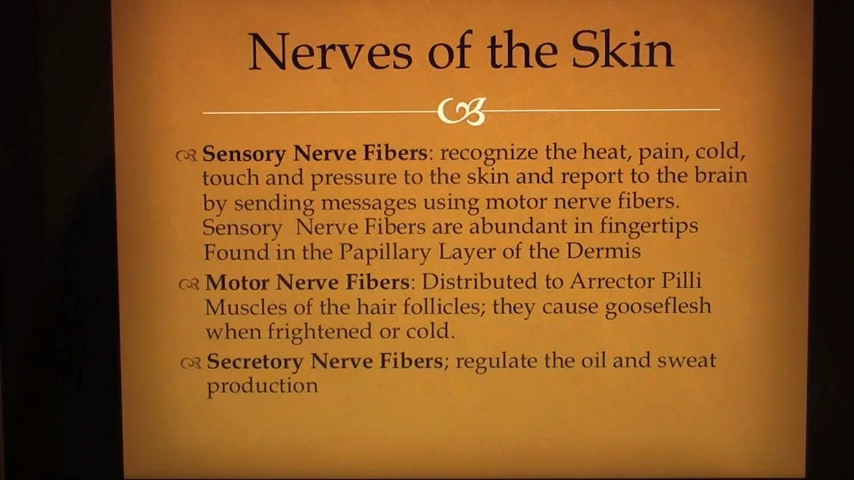 Nerves of the Skin
Sensory Nerve Fibers: recognize the heat, pain, cold,
touch and pressure to the skin and report to the brain
by sending messages using motor nerve fibers.
Sensory  Nerve Fibers are abundant in fingertips
Found in the Papillary Layer of the Dermis
Motor Nerve Fibers: Distributed to Arrector Pilli
Muscles of the hair follicles; they cause gooseflesh
when frightened or cold.
Secretory Nerve Fibers; regulate the oil and sweat
production